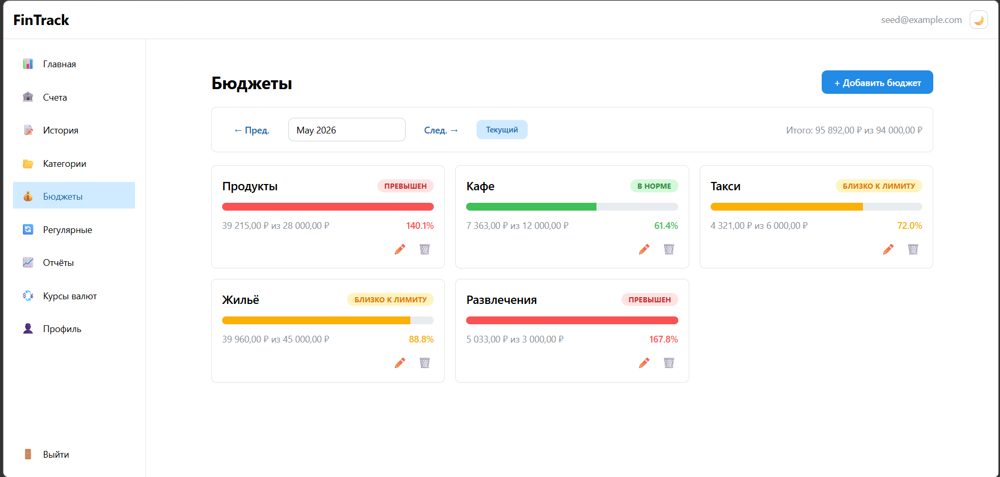 FinTrack
seed@example.com
Главная
Счета
История
Категории
Бюджеты
Регулярные
Отчёты
Курсы валют
Профиль
Выйти
Бюджеты
+ Добавить бюджет
← Пред.
May 2026
След. →
Текущий
Итого: 95 892,00 ₽ из 94 000,00 ₽
Продукты
ПРЕВЫШЕН
39 215,00 ₽ из 28 000,00 ₽
140.1%
Кафе
В НОРМЕ
7 363,00 ₽ из 12 000,00 ₽
61.4%
Такси
БЛИЗКО К ЛИМИТУ
4 321,00 ₽ из 6 000,00 ₽
72.0%
Жильё
БЛИЗКО К ЛИМИТУ
39 960,00 ₽ из 45 000,00 ₽
88.8%
Развлечения
ПРЕВЫШЕН
5 033,00 ₽ из 3 000,00 ₽
167.8%